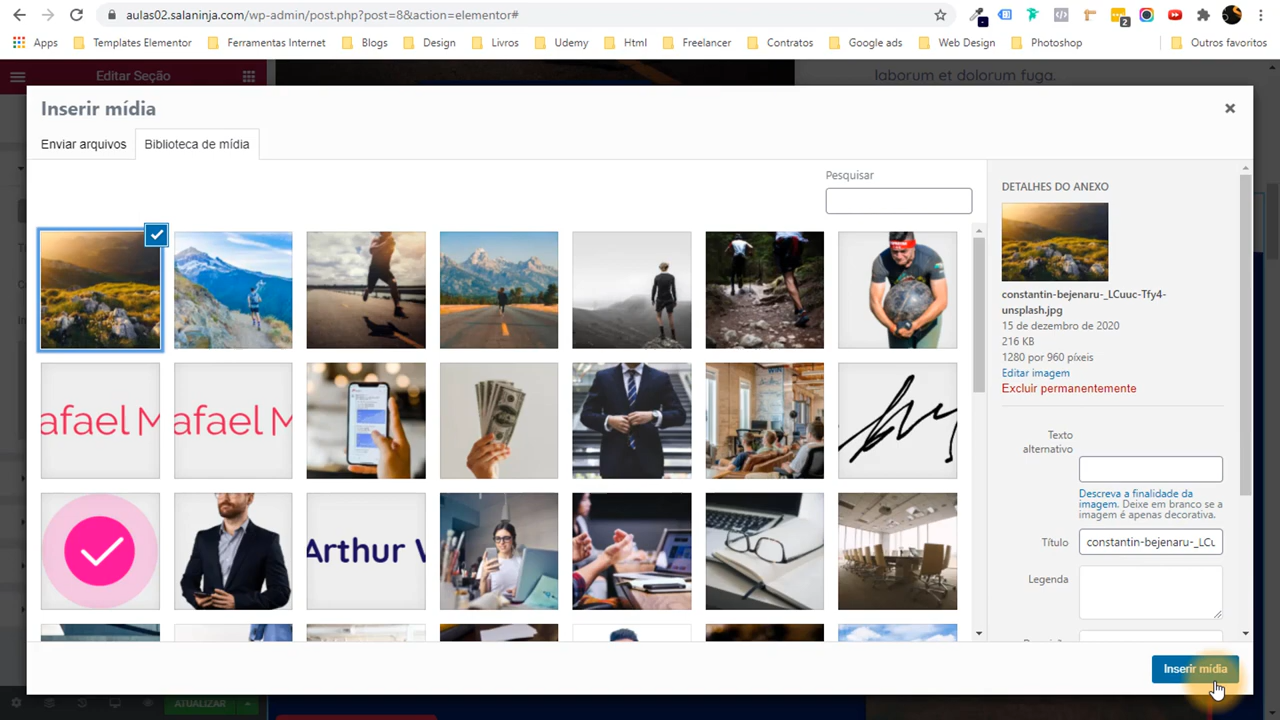 aulas02.salaninja.com/wp-admin/post.php?post=8&action=elementor#
2
Apps
Templates Elementor
Ferramentas Internet
Blogs
Design
Livros
Udemy
Html
Freelancer
Contratos
Google ads
Web Design
Photoshop
Outros favoritos
Editar Seção
laborum et dolorum fuga.
Inserir mídia
Enviar arquivos
Biblioteca de mídia
Pesquisar
afael M
afael M
Arthur
DETALHES DO ANEXO
constantin-bejenaru-_LCuuc-Tfy4-
unsplash.jpg
15 de dezembro de 2020
216 KB
1280 por 960 píxeis
Editar imagem
Excluir permanentemente
Texto
alternativo
Descreva a finalidade da
imagem. Deixe em branco se a
imagem é apenas decorativa.
Título
constantin-bejenaru-_LCu
Legenda
Inserir mídia
ATUALIZAR